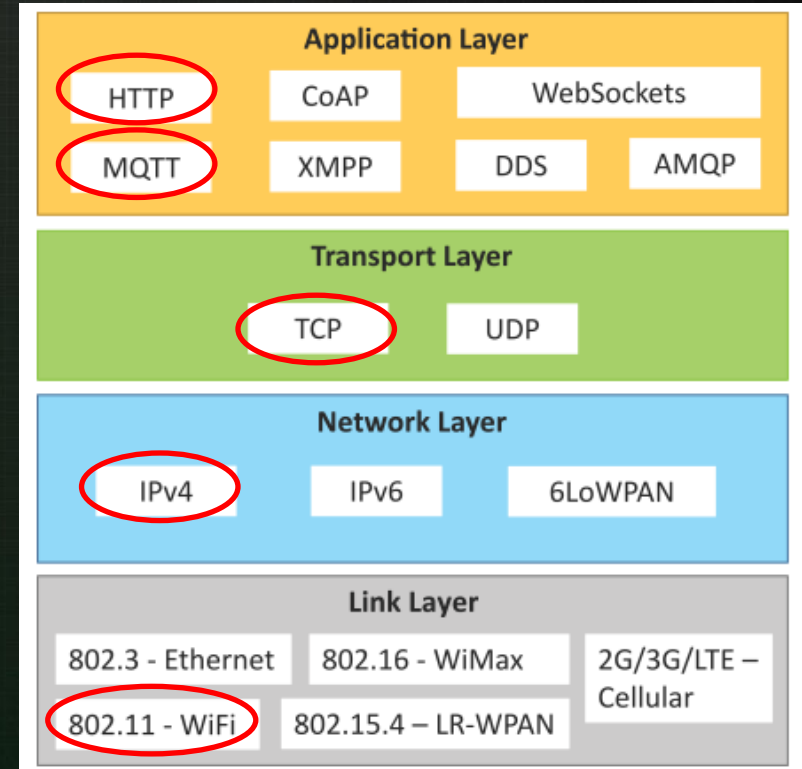 Application Layer
HTTP
CoAP
WebSockets
MQTT
XMPP
DDS
AMQP
Transport Layer
TCP
UDP
Network Layer
IPv4
IPv6
6LoWPAN
Link Layer
802.3 - Ethernet
802.16 - WiMax
2G/3G/LTE –
Cellular
802.11 - WiFi
802.15.4 – LR-WPAN